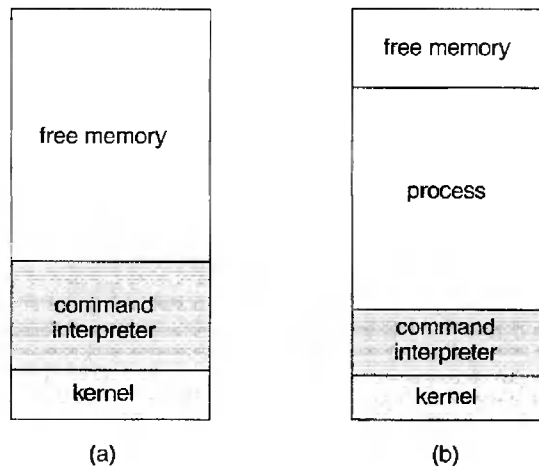 free memory
command
interpreter
kernel
(a)
free memory
process
command
interpreter
kernel
(b)